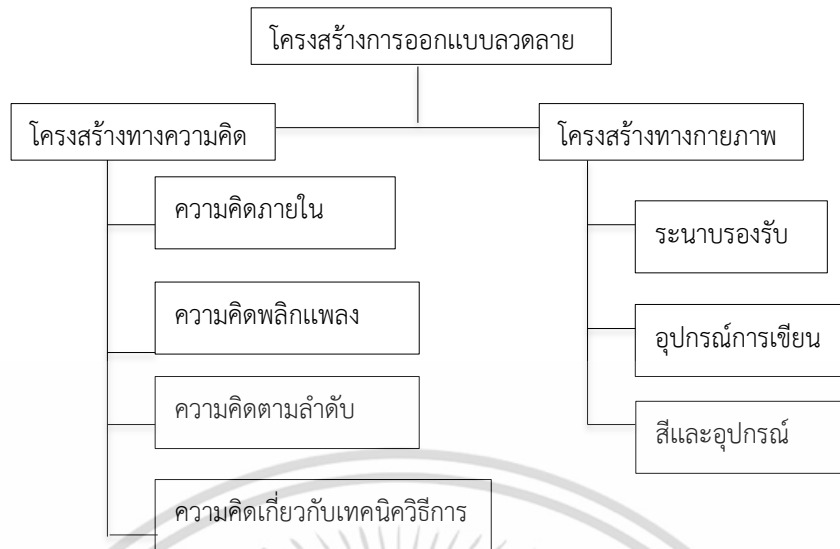 โครงสร้างการออกแบบลวดลาย
โครงสร้างทางความคิด
โครงสร้างทางกายภาพ
ความคิดภายใน
ความคิดพลิกแพลง
ความคิดตามลำดับ
ความคิดเกี่ยวกับเทคนิควิธีการ
ระนาบรองรับ
อุปกรณ์การเขียน
สีและอุปกรณ์